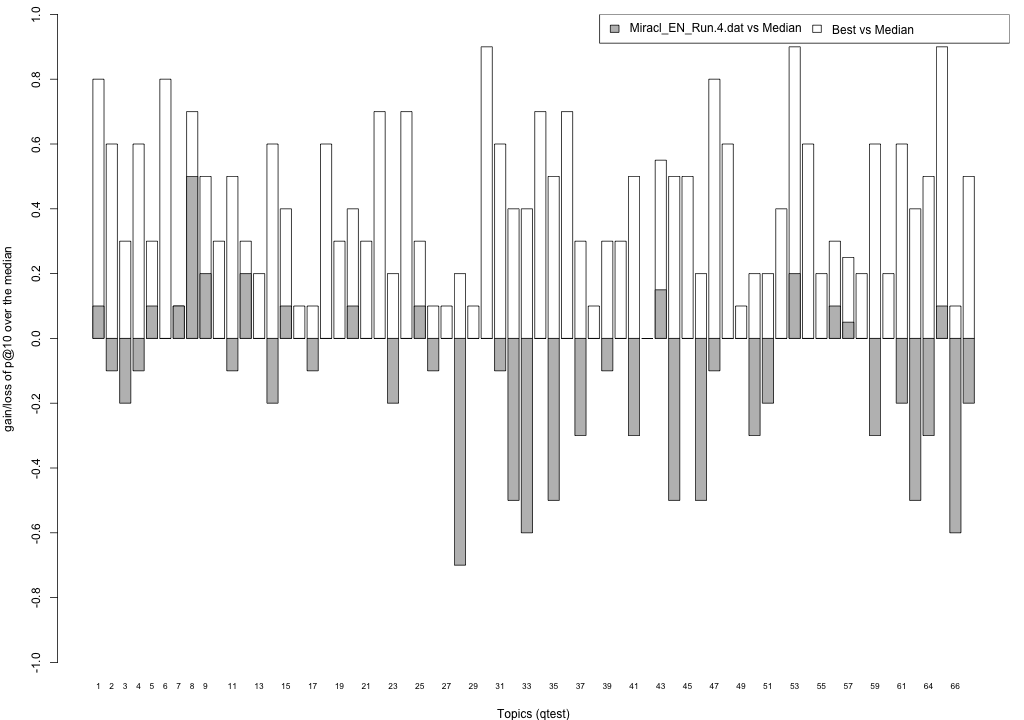 Miracl_EN_Run.4.dat vs Median Best vs Median
gain/loss of p@10 over the median
1.0
0.8
0.6
0.4
0.2
0.0
-0.2
-0.4
-0.6
-0.8
-1.0
1 2 3 4 5 6 7 8 9 11 13 15 17 19 21 23 25 27 29 31 33 35 37 39 41 43 45 47 49 51 53 55 57 59 61 64 66
Topics (qtest)